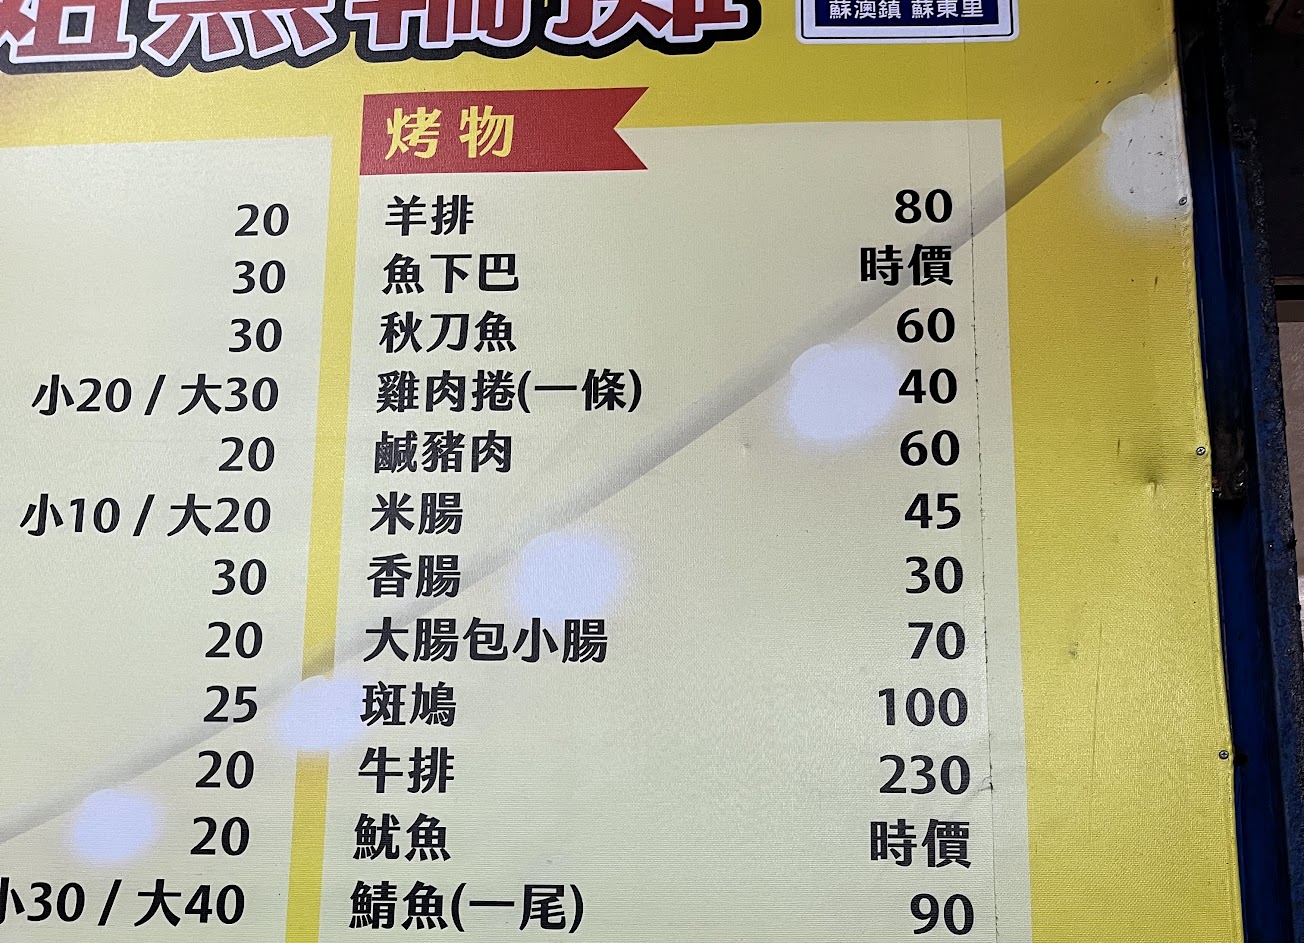 黑輪攤
蘇澳鎮 蘇東里
烤物
20
30
30
小20 / 大30
20
小10 / 大20
30
20
25
20
20
小30 / 大40
羊排 80
魚下巴 時價
秋刀魚 60
雞肉捲(一條) 40
鹹豬肉 60
米腸 45
香腸 30
大腸包小腸 70
斑鳩 100
牛排 230
魷魚 時價
鯖魚(一尾) 90